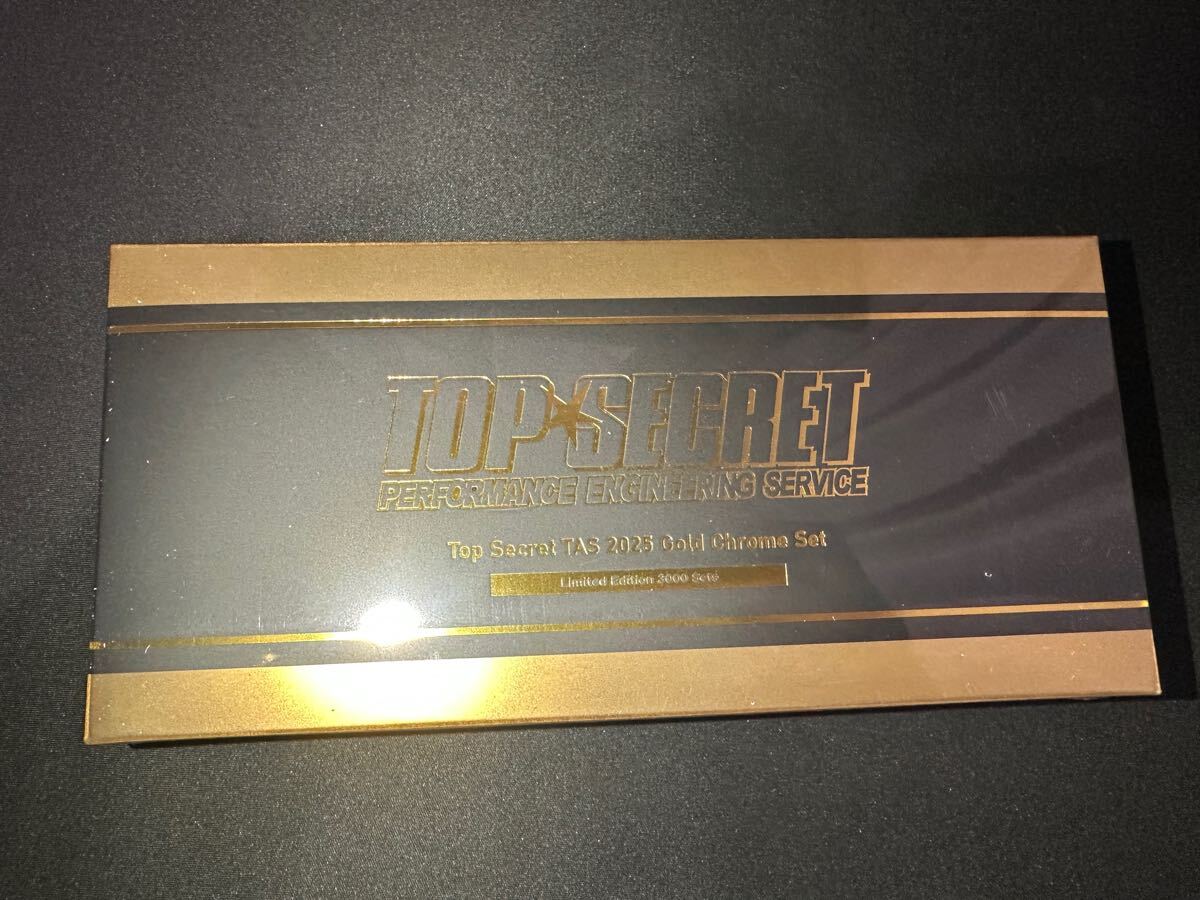 TOP★SECRET
PERFORMANCE ENGINEERING SERVICE
Top Secret TAS 2025 Gold Chrome Set
Limited Edition 3000 Sets